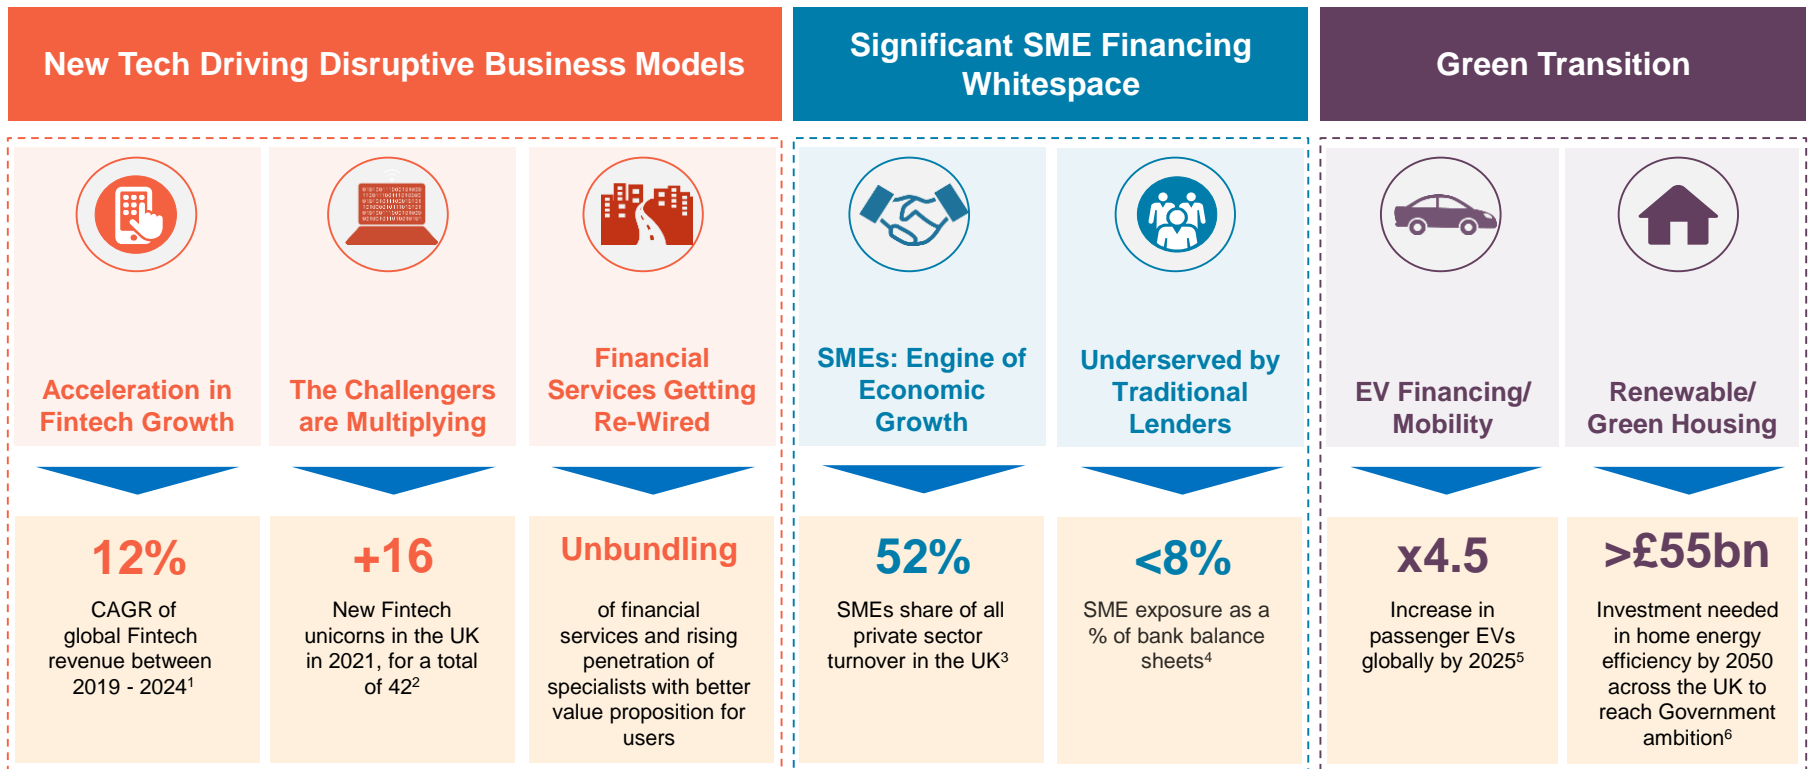 New Tech Driving Disruptive Business Models
Significant SME Financing
Whitespace
Green Transition
Acceleration in
Fintech Growth
The Challengers
are Multiplying
Financial
Services Getting
Re-Wired
SMEs: Engine of
Economic
Growth
Underserved by
Traditional
Lenders
EV Financing/
Mobility
Renewable/
Green Housing
12%
CAGR of
global Fintech
revenue between
2019 - 2024¹
+16
New Fintech
unicorns in the UK
in 2021, for a total
of 42²
Unbundling
of financial
services and rising
penetration of
specialists with better
value proposition for
users
52%
SMEs share of all
private sector
turnover in the UK³
<8%
SME exposure as a
% of bank balance
sheets⁴
x4.5
Increase in
passenger EVs
globally by 2025⁵
>£55bn
Investment needed
in home energy
efficiency by 2050
across the UK to
reach Government
ambition⁶